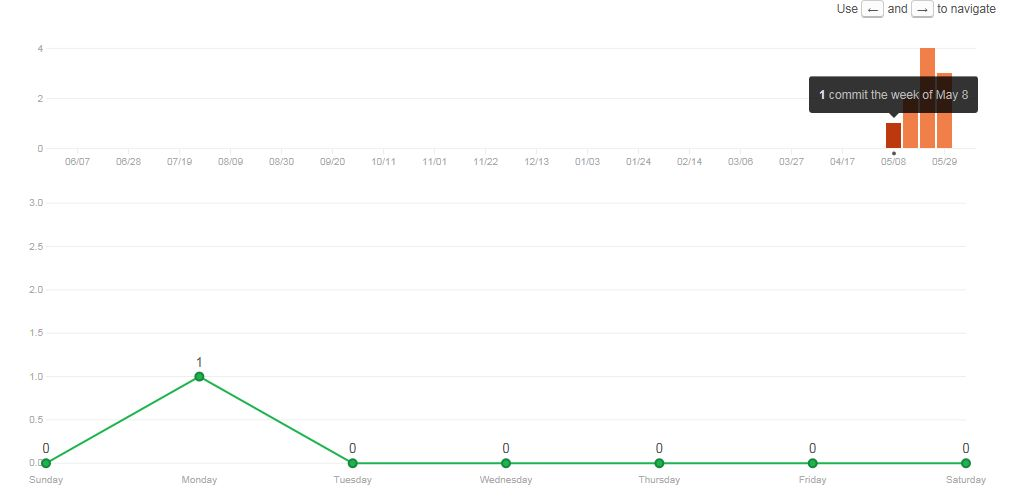 Use ← and → to navigate
4
2
1 commit the week of May 8
0
06/07 06/28 07/19 08/09 08/30 09/20 10/11 11/01 11/22 12/13 01/03 01/24 02/14 03/06 03/27 04/17 05/08 05/29
3.0
2.5
2.0
1.5
1
1.0
0.5
0 0 0 0 0 0
0.0
Sunday Monday Tuesday Wednesday Thursday Friday Saturday